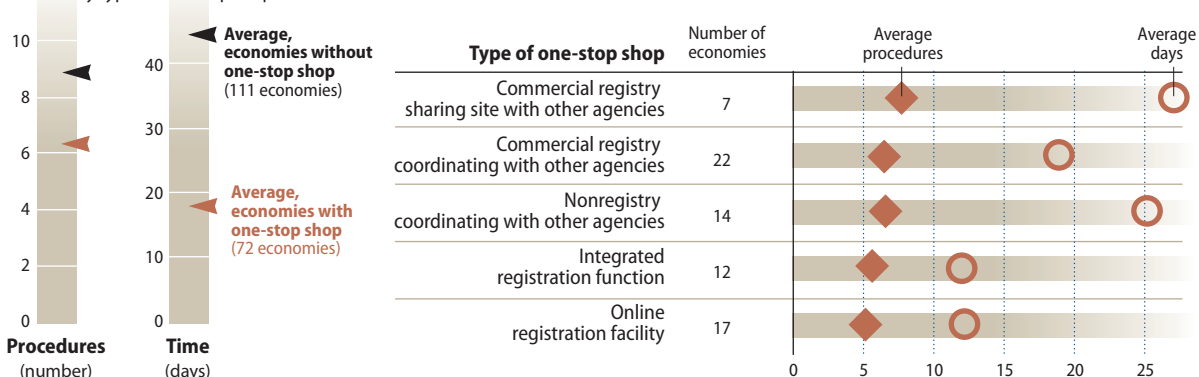 10
8
6
4
2
0
Procedures
(number)
40
30
20
10
0
Time
(days)
Average,
economies without
one-stop shop
(111 economies)
Average,
economies with
one-stop shop
(72 economies)
Type of one-stop shop
Number of
economies
Average
procedures
Average
days
Commercial registry
sharing site with other agencies
7
Commercial registry
coordinating with other agencies
22
Nonregistry
coordinating with other agencies
14
Integrated
registration function
12
Online
registration facility
17
0 5 10 15 20 25